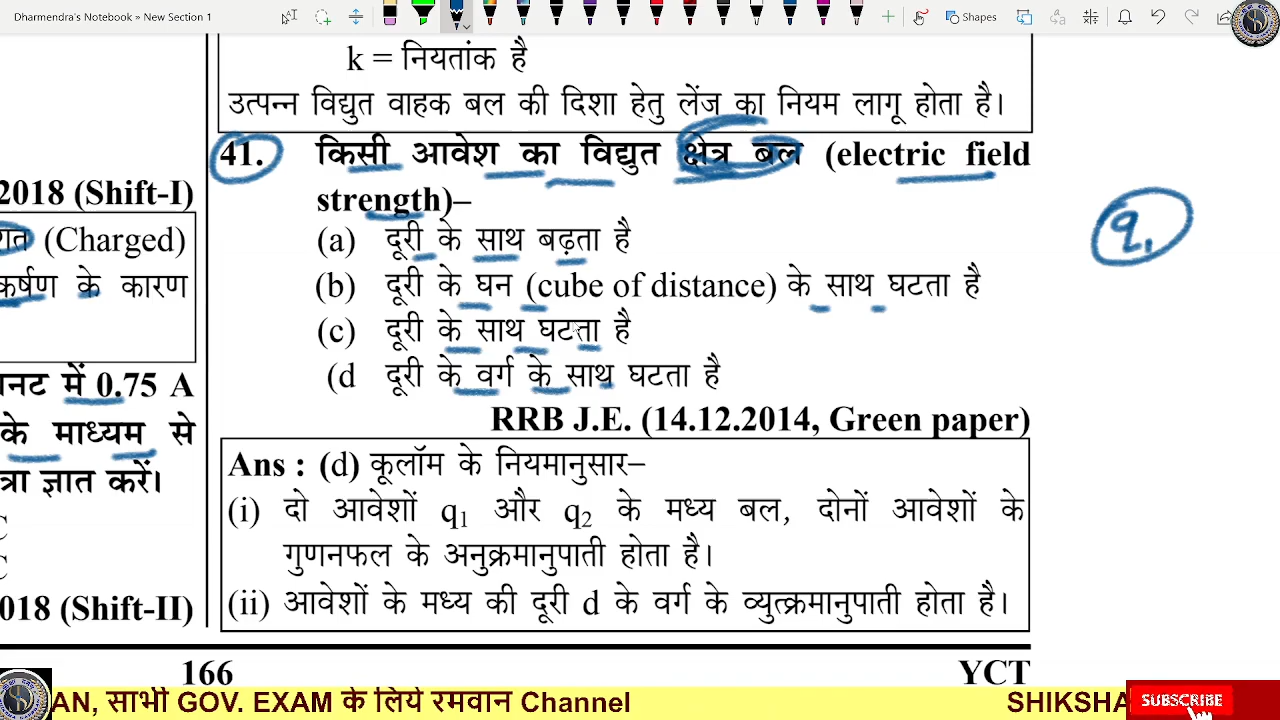 Dharmendra's Notebook » New Section 1
Shapes
k = नियतांक है
उत्पन्न विद्युत वाहक बल की दिशा हेतु लेंज का नियम लागू होता है।
2018 (Shift-I)
(Charged)
कर्षण के कारण
में 0.75 A
के माध्यम से
त्रा ज्ञात करें।
C
C
018 (Shift-II)
41. किसी आवेश का विद्युत क्षेत्र बल (electric field
strength)–
(a) दूरी के साथ बढ़ता है
(b) दूरी के घन (cube of distance) के साथ घटता है
(c) दूरी के साथ घटता है
(d दूरी के वर्ग के साथ घटता है
RRB J.E. (14.12.2014, Green paper)
Ans : (d) कूलॉम के नियमानुसार–
(i) दो आवेशों q₁ और q₂ के मध्य बल, दोनों आवेशों के
गुणनफल के अनुक्रमानुपाती होता है।
(ii) आवेशों के मध्य की दूरी d के वर्ग के व्युत्क्रमानुपाती होता है।
q₁
166
YCT
AN, साभी GOV. EXAM के लिये रमवान Channel
SHIKSHA
SUBSCRIBE